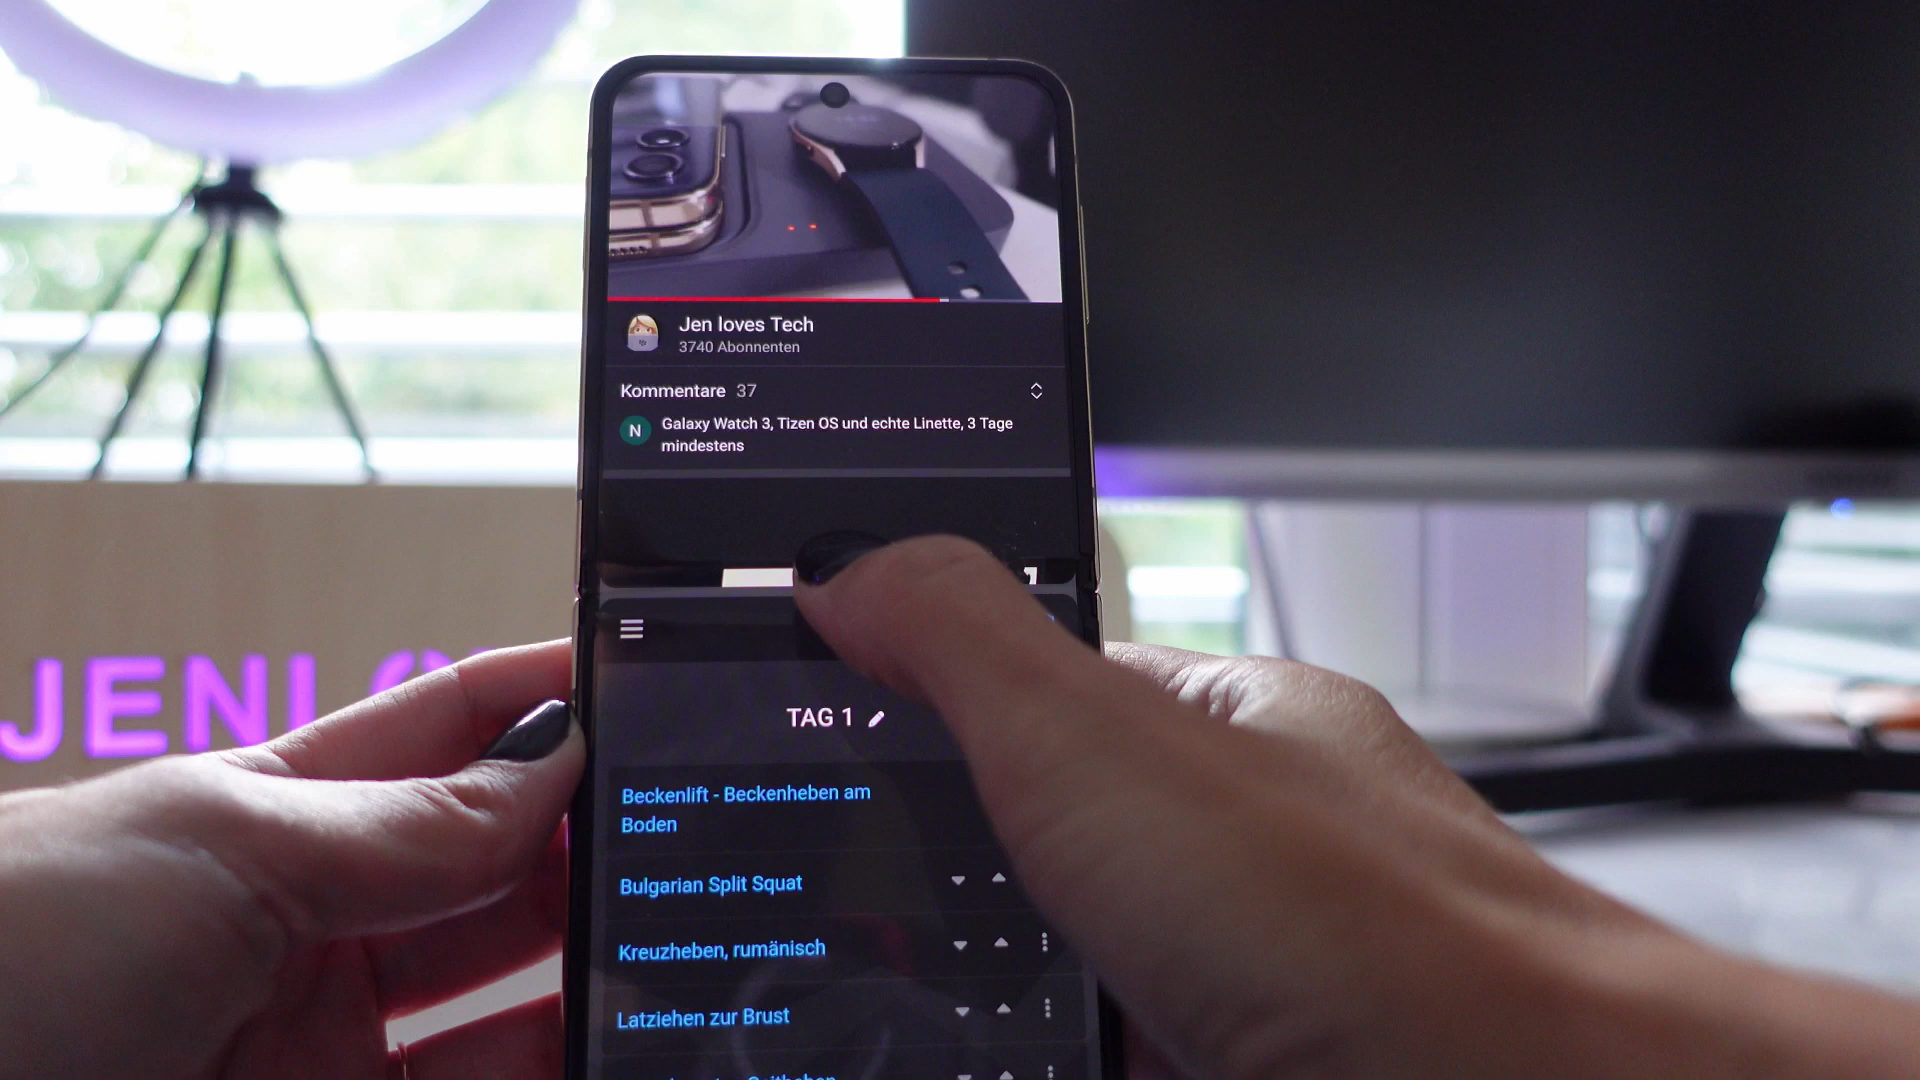 Jen loves Tech
3740 Abonnenten
Kommentare 37
N
Galaxy Watch 3, Tizen OS und echte Linette, 3 Tage
mindestens
JENL
TAG 1
Beckenlift - Beckenheben am
Boden
Bulgarian Split Squat
Kreuzheben, rumänisch
Latziehen zur Brust